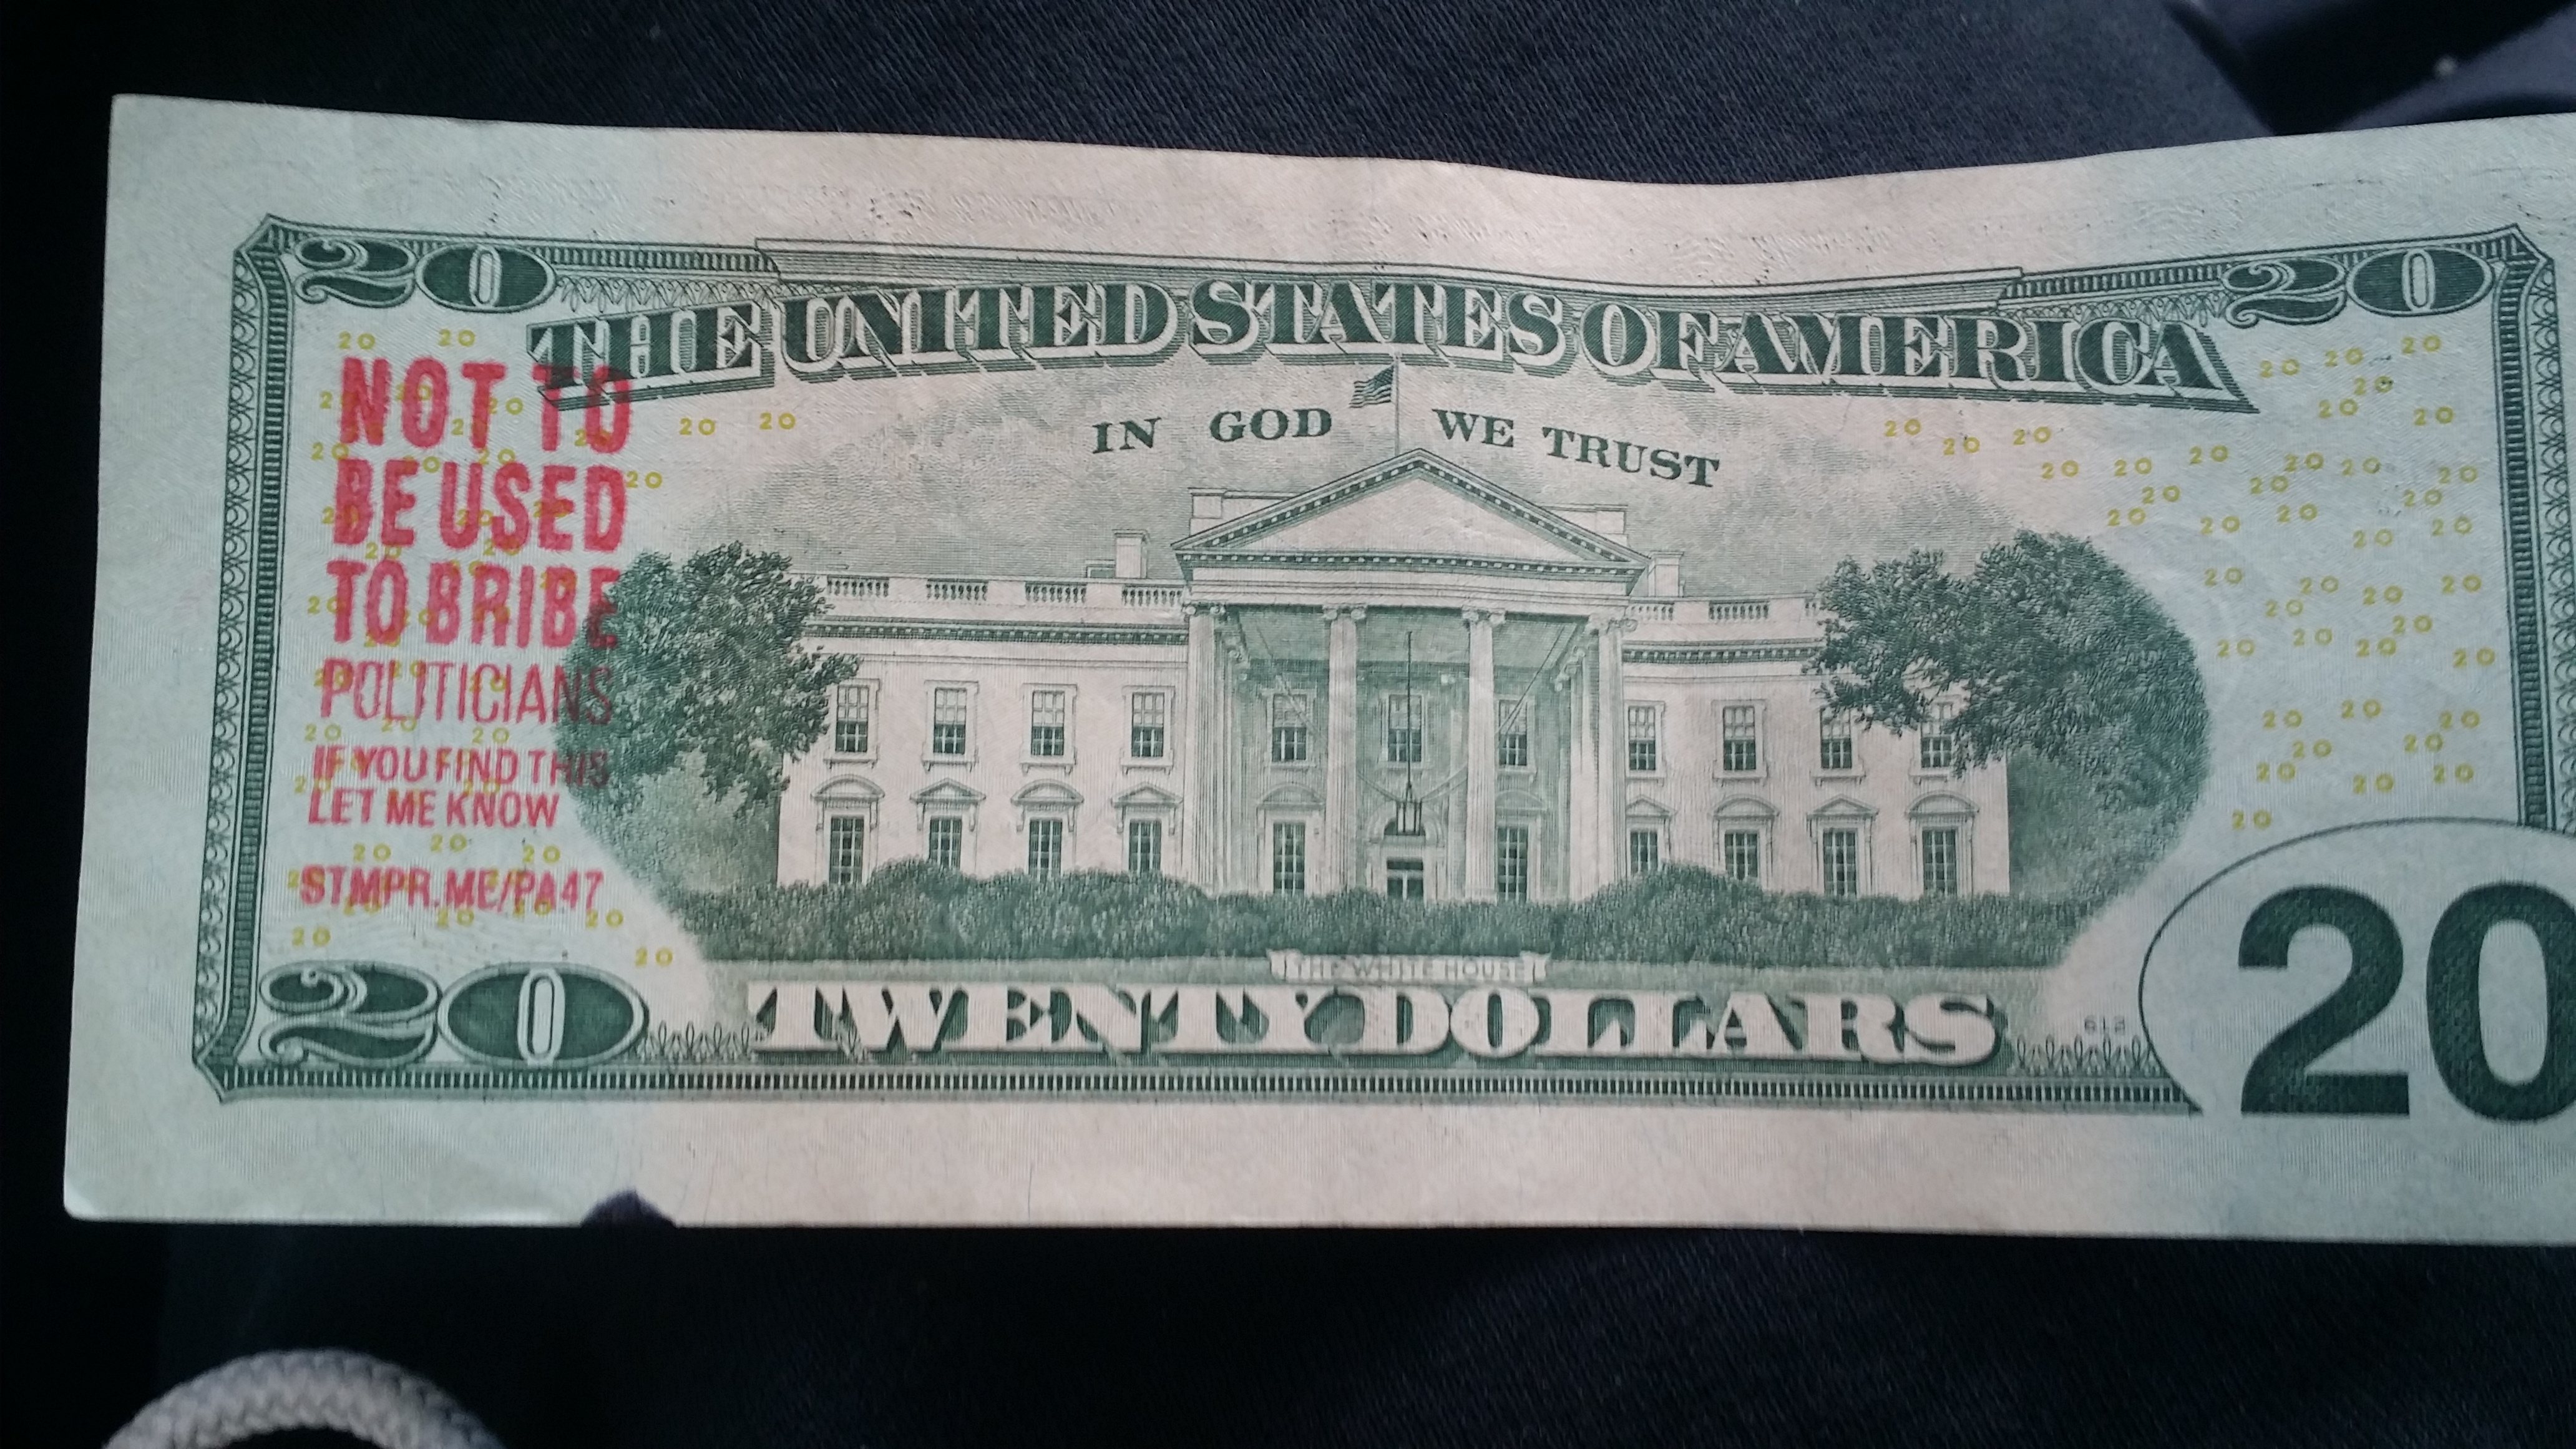 20
20
THE UNITED STATES OF AMERICA
IN GOD WE TRUST
NOT TO
BE USED
TO BRIBE
POLITICIANS
IF YOU FIND THIS
LET ME KNOW
STMPR.ME/PA47
THE WHITE HOUSE
20
TWENTY DOLLARS
613
20